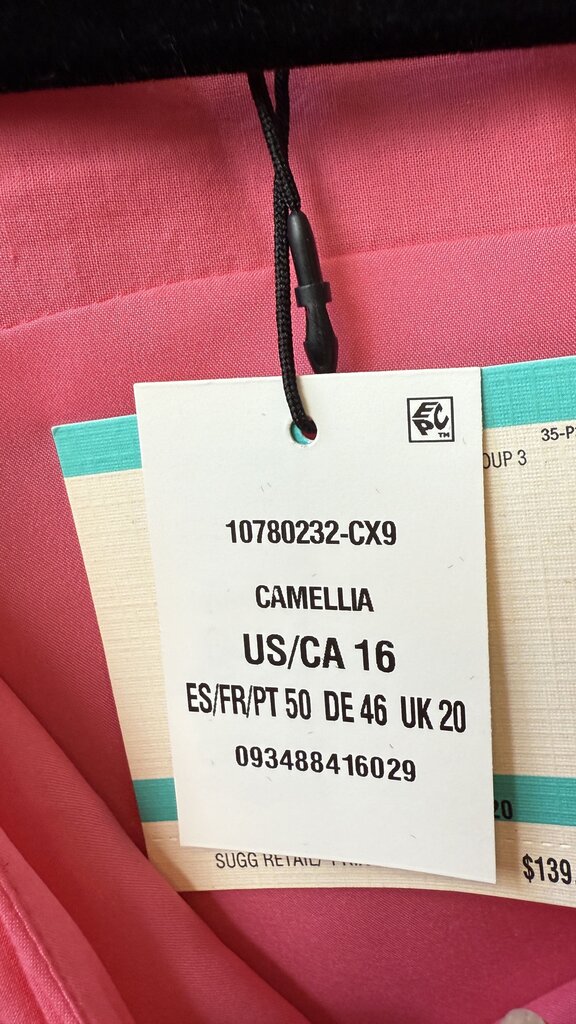 EPC™
35-P
OUP 3
10780232-CX9
CAMELLIA
US/CA 16
ES/FR/PT 50 DE 46 UK 20
093488416029
20
SUGG RETAIL/
$139